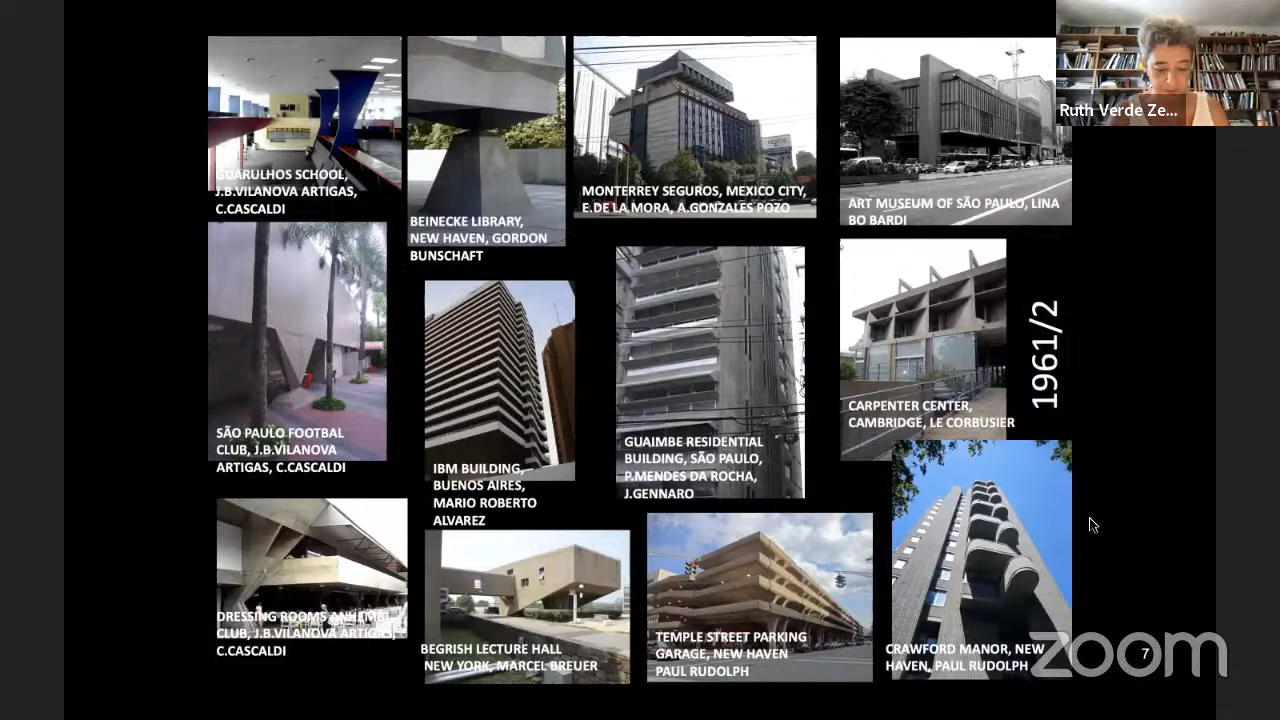 GUARULHOS SCHOOL,
J.B.VILANOVA ARTIGAS,
C.CASCALDI
BEINECKE LIBRARY,
NEW HAVEN, GORDON
BUNSCHAFT
MONTERREY SEGUROS, MEXICO CITY,
E.DE LA MORA, A.GONZALES POZO
ART MUSEUM OF SÃO PAULO, LINA
BO BARDI
Ruth Verde Ze...
SÃO PAULO FOOTBAL
CLUB, J.B.VILANOVA
ARTIGAS, C.CASCALDI
IBM BUILDING,
BUENOS AIRES,
MARIO ROBERTO
ALVAREZ
GUAIMBE RESIDENTIAL
BUILDING, SÃO PAULO,
P.MENDES DA ROCHA,
J.GENNARO
CARPENTER CENTER,
CAMBRIDGE, LE CORBUSIER
1961/2
DRESSING ROOMS ANHEMBI
CLUB, J.B.VILANOVA ARTIGAS,
C.CASCALDI
BEGRISH LECTURE HALL
NEW YORK, MARCEL BREUER
TEMPLE STREET PARKING
GARAGE, NEW HAVEN
PAUL RUDOLPH
CRAWFORD MANOR, NEW
HAVEN, PAUL RUDOLPH
7
zoom